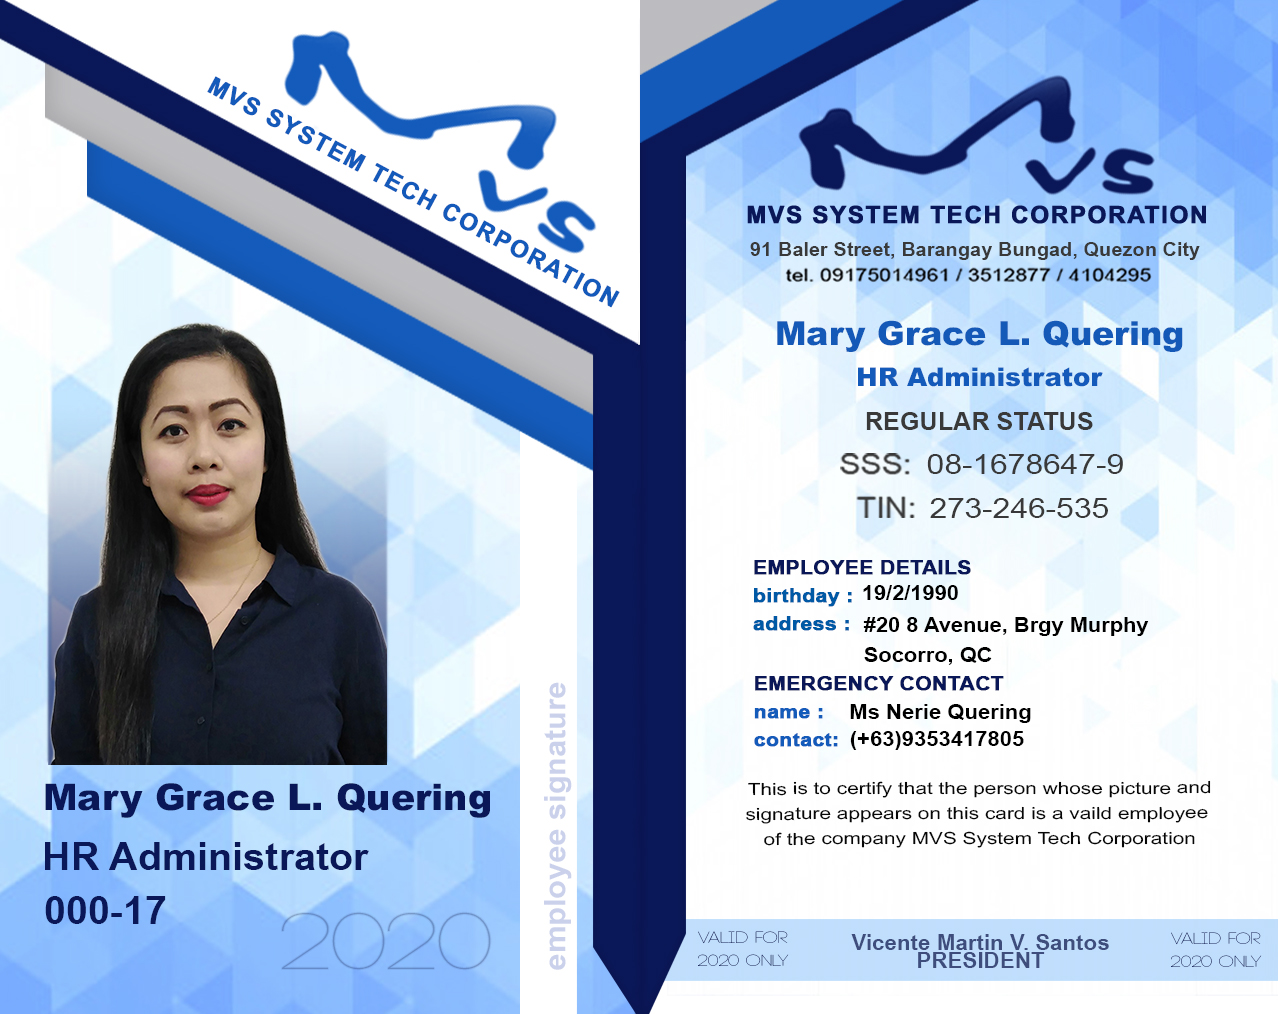 MVS
MVS SYSTEM TECH CORPORATION
Mary Grace L. Quering
HR Administrator
000-17
2020
employee signature
MVS
MVS SYSTEM TECH CORPORATION
91 Baler Street, Barangay Bungad, Quezon City
tel. 09175014961 / 3512877 / 4104295
Mary Grace L. Quering
HR Administrator
REGULAR STATUS
SSS: 08-1678647-9
TIN: 273-246-535
EMPLOYEE DETAILS
birthday : 19/2/1990
address : #20 8 Avenue, Brgy Murphy
Socorro, QC
EMERGENCY CONTACT
name : Ms Nerie Quering
contact: (+63)9353417805
This is to certify that the person whose picture and
signature appears on this card is a vaild employee
of the company MVS System Tech Corporation
VALID FOR
2020 ONLY
Vicente Martin V. Santos
PRESIDENT
VALID FOR
2020 ONLY